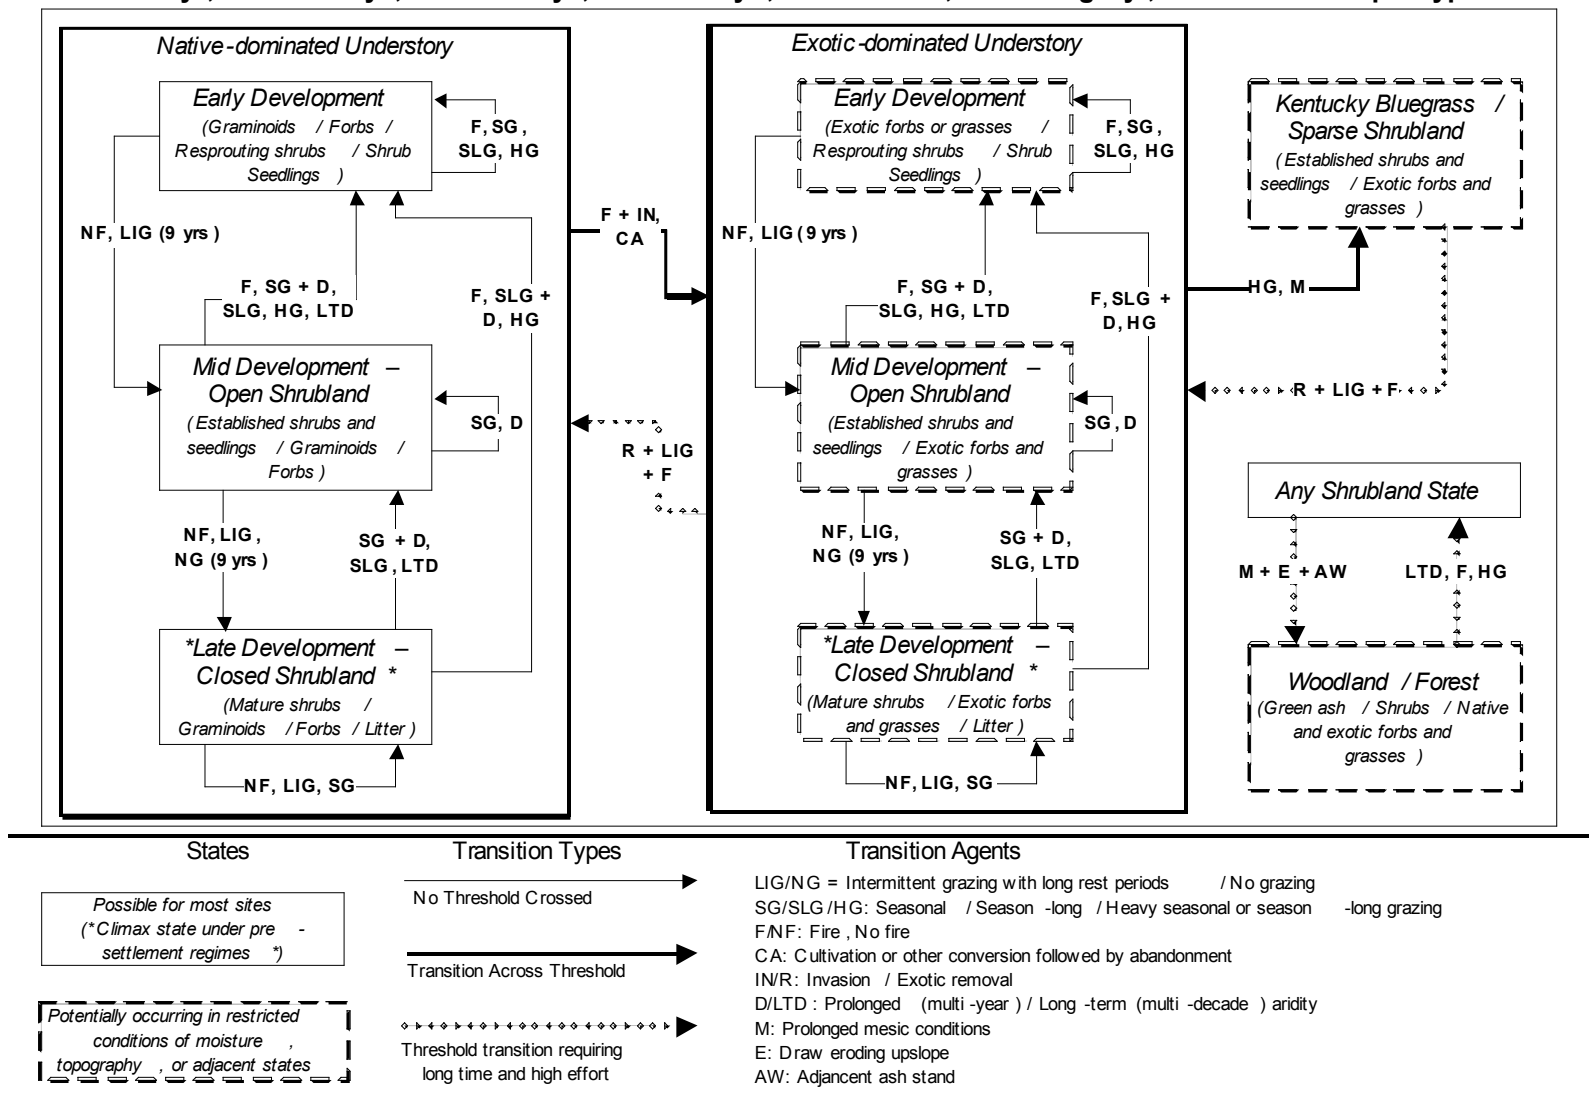 Native-dominated Understory
Early Development
(Graminoids / Forbs /
Resprouting shrubs / Shrub
Seedlings )
F, SG,
SLG, HG
NF, LIG (9 yrs)
F, SG + D,
SLG, HG, LTD
F, SLG +
D, HG
Mid Development –
Open Shrubland
(Established shrubs and
seedlings / Graminoids /
Forbs)
SG, D
NF, LIG,
NG (9 yrs)
SG + D,
SLG, LTD
*Late Development –
Closed Shrubland *
(Mature shrubs /
Graminoids / Forbs / Litter)
NF, LIG, SG
F + IN,
CA
R + LIG
+ F
Exotic-dominated Understory
Early Development
(Exotic forbs or grasses /
Resprouting shrubs / Shrub
Seedlings )
F, SG,
SLG, HG
NF, LIG (9 yrs)
F, SG + D,
SLG, HG, LTD
F, SLG +
D, HG
Mid Development –
Open Shrubland
(Established shrubs and
seedlings / Exotic forbs and
grasses )
SG, D
NF, LIG,
NG (9 yrs)
SG + D,
SLG, LTD
*Late Development –
Closed Shrubland *
(Mature shrubs / Exotic forbs
and grasses / Litter )
NF, LIG, SG
HG, M
R + LIG + F
Kentucky Bluegrass /
Sparse Shrubland
(Established shrubs and
seedlings / Exotic forbs and
grasses )
Any Shrubland State
M + E + AW
LTD, F, HG
Woodland / Forest
(Green ash / Shrubs / Native
and exotic forbs and
grasses )
States
Possible for most sites
(*Climax state under pre -
settlement regimes *)
Potentially occurring in restricted
conditions of moisture ,
topography , or adjacent states
Transition Types
No Threshold Crossed
Transition Across Threshold
Threshold transition requiring
long time and high effort
Transition Agents
LIG/NG = Intermittent grazing with long rest periods / No grazing
SG/SLG/HG: Seasonal / Season -long / Heavy seasonal or season -long grazing
F/NF: Fire, No fire
CA: Cultivation or other conversion followed by abandonment
IN/R: Invasion / Exotic removal
D/LTD : Prolonged (multi-year) / Long -term (multi -decade ) aridity
M: Prolonged mesic conditions
E: Draw eroding upslope
AW: Adjancent ash stand